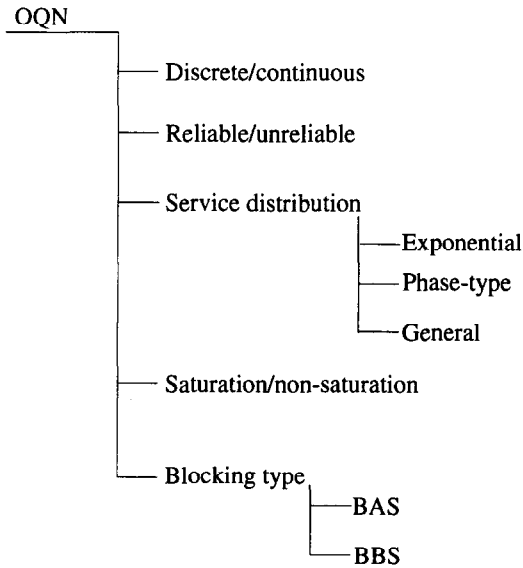 OQN
Discrete/continuous
Reliable/unreliable
Service distribution
Exponential
Phase-type
General
Saturation/non-saturation
Blocking type
BAS
BBS